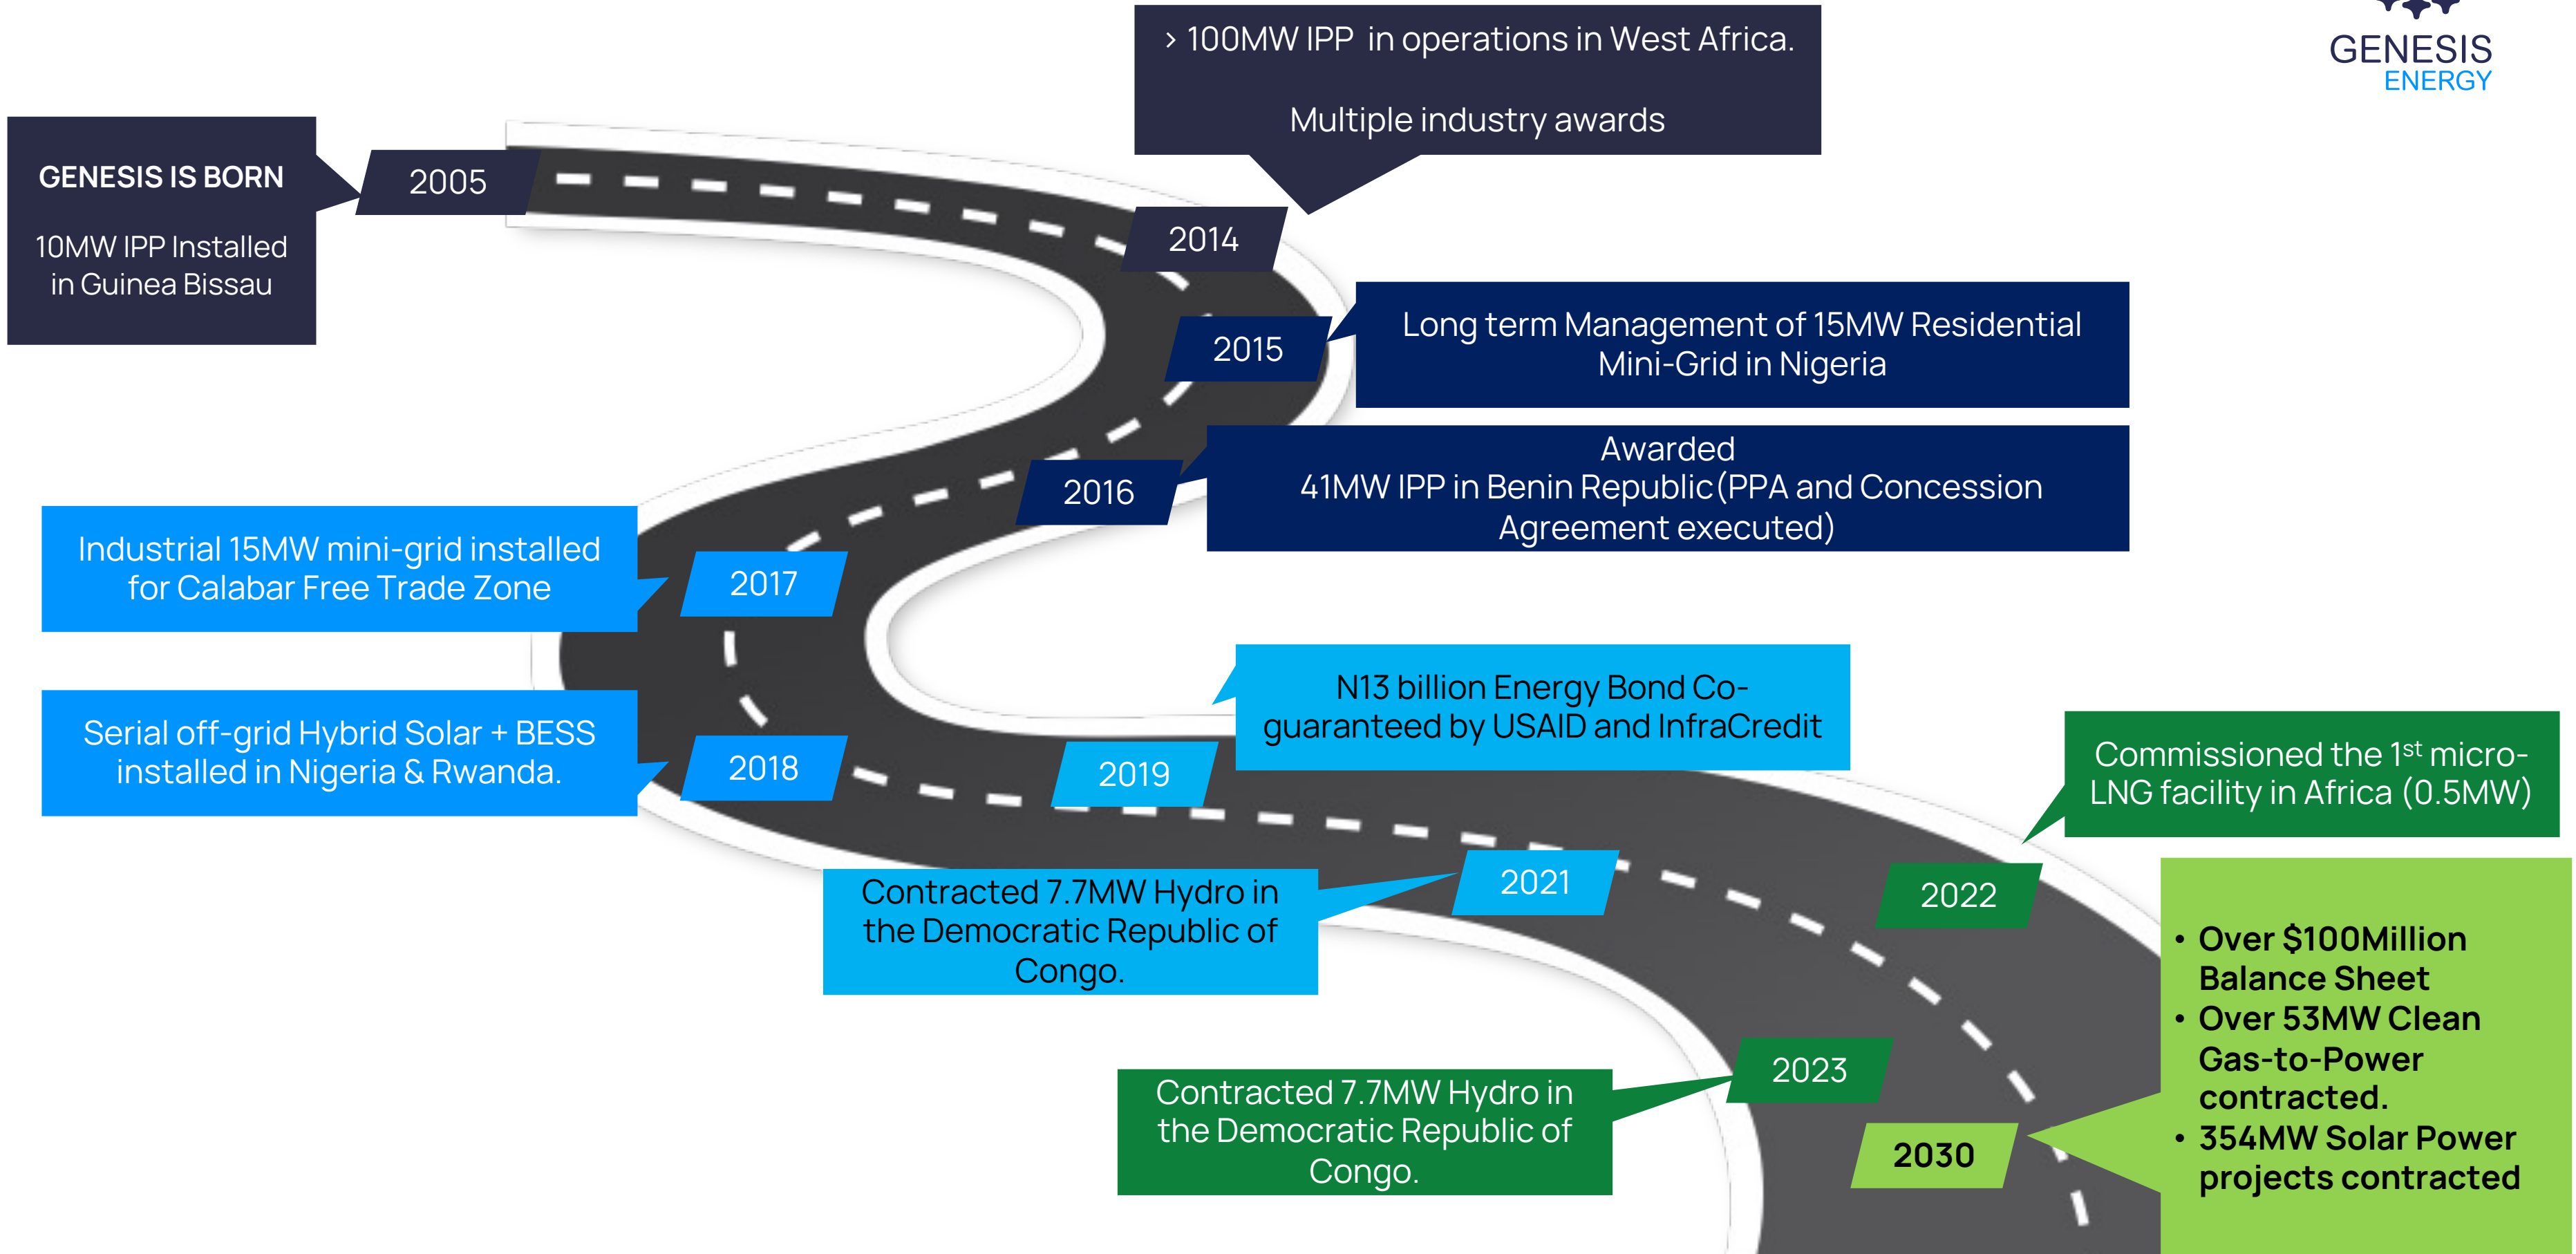 GENESIS
ENERGY
> 100MW IPP in operations in West Africa.
Multiple industry awards
GENESIS IS BORN
10MW IPP Installed
in Guinea Bissau
2005
2014
2015
Long term Management of 15MW Residential
Mini-Grid in Nigeria
2016
Awarded
41MW IPP in Benin Republic(PPA and Concession
Agreement executed)
Industrial 15MW mini-grid installed
for Calabar Free Trade Zone
2017
Serial off-grid Hybrid Solar + BESS
installed in Nigeria & Rwanda.
2018
2019
N13 billion Energy Bond Co-
guaranteed by USAID and InfraCredit
Contracted 7.7MW Hydro in
the Democratic Republic of
Congo.
2021
2022
Commissioned the 1st micro-
LNG facility in Africa (0.5MW)
Contracted 7.7MW Hydro in
the Democratic Republic of
Congo.
2023
2030
• Over $100Million
Balance Sheet
• Over 53MW Clean
Gas-to-Power
contracted.
• 354MW Solar Power
projects contracted